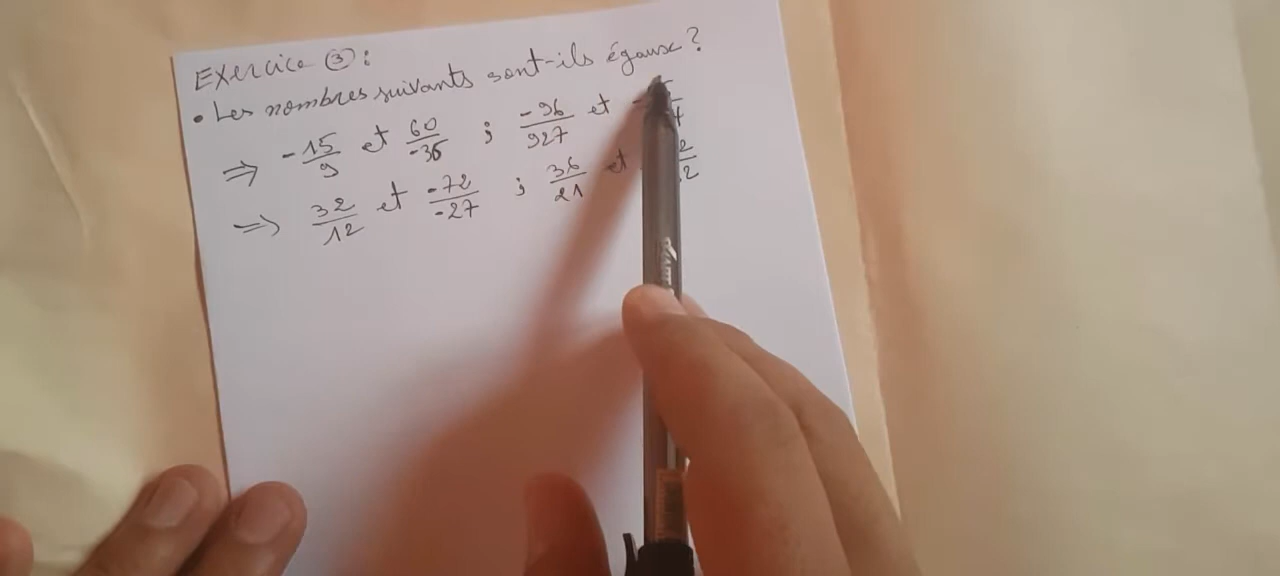 Exercice ③ :
• Les nombres suivants sont-ils égaux ?
⇒ -15/9 et 60/-36 ; -96/927 et
⇒ 32/12 et -72/-27 ; 36/21 et